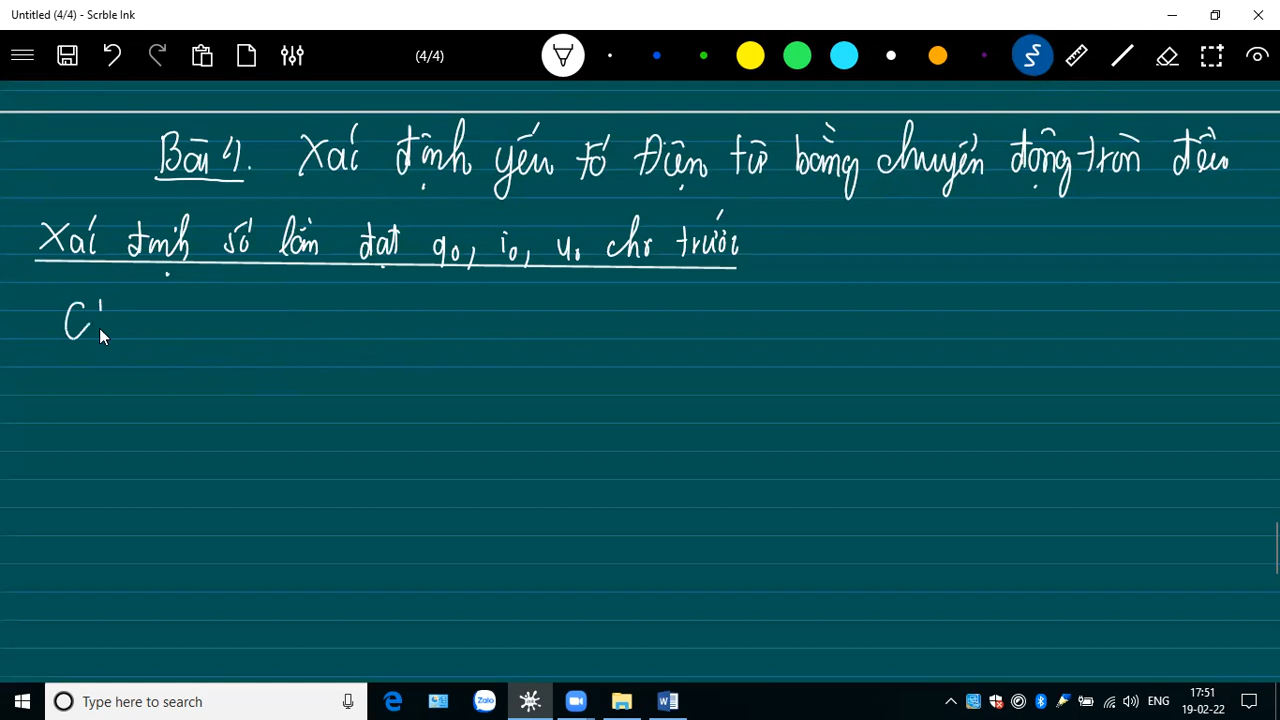 Untitled (4/4) - Scrble Ink
(4/4)
Bài 4. Xác định yếu tố Điện từ bằng chuyển động tròn đều
Xác định số lần đạt q₀, i₀, u₀ cho trước
C
Type here to search
Zalo
ENG
17:51
19-02-22